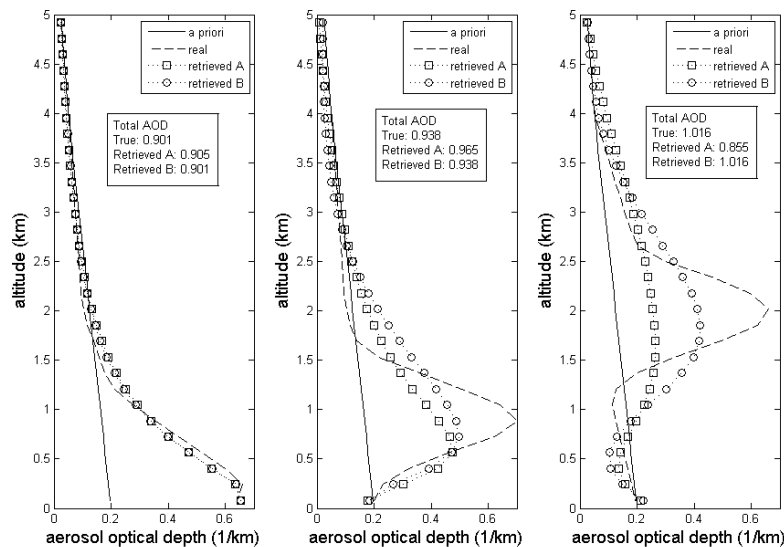 5
4.5
4
3.5
3
2.5
2
1.5
1
0.5
0
altitude (km)
0 0.2 0.4 0.6 0.8
aerosol optical depth (1/km)
a priori
real
retrieved A
retrieved B
Total AOD
True: 0.901
Retrieved A: 0.905
Retrieved B: 0.901
5
4.5
4
3.5
3
2.5
2
1.5
1
0.5
0
altitude (km)
0 0.2 0.4 0.6 0.8
aerosol optical depth (1/km)
a priori
real
retrieved A
retrieved B
Total AOD
True: 0.938
Retrieved A: 0.965
Retrieved B: 0.938
5
4.5
4
3.5
3
2.5
2
1.5
1
0.5
0
altitude (km)
0 0.2 0.4 0.6 0.8
aerosol optical depth (1/km)
a priori
real
retrieved A
retrieved B
Total AOD
True: 1.016
Retrieved A: 0.855
Retrieved B: 1.016